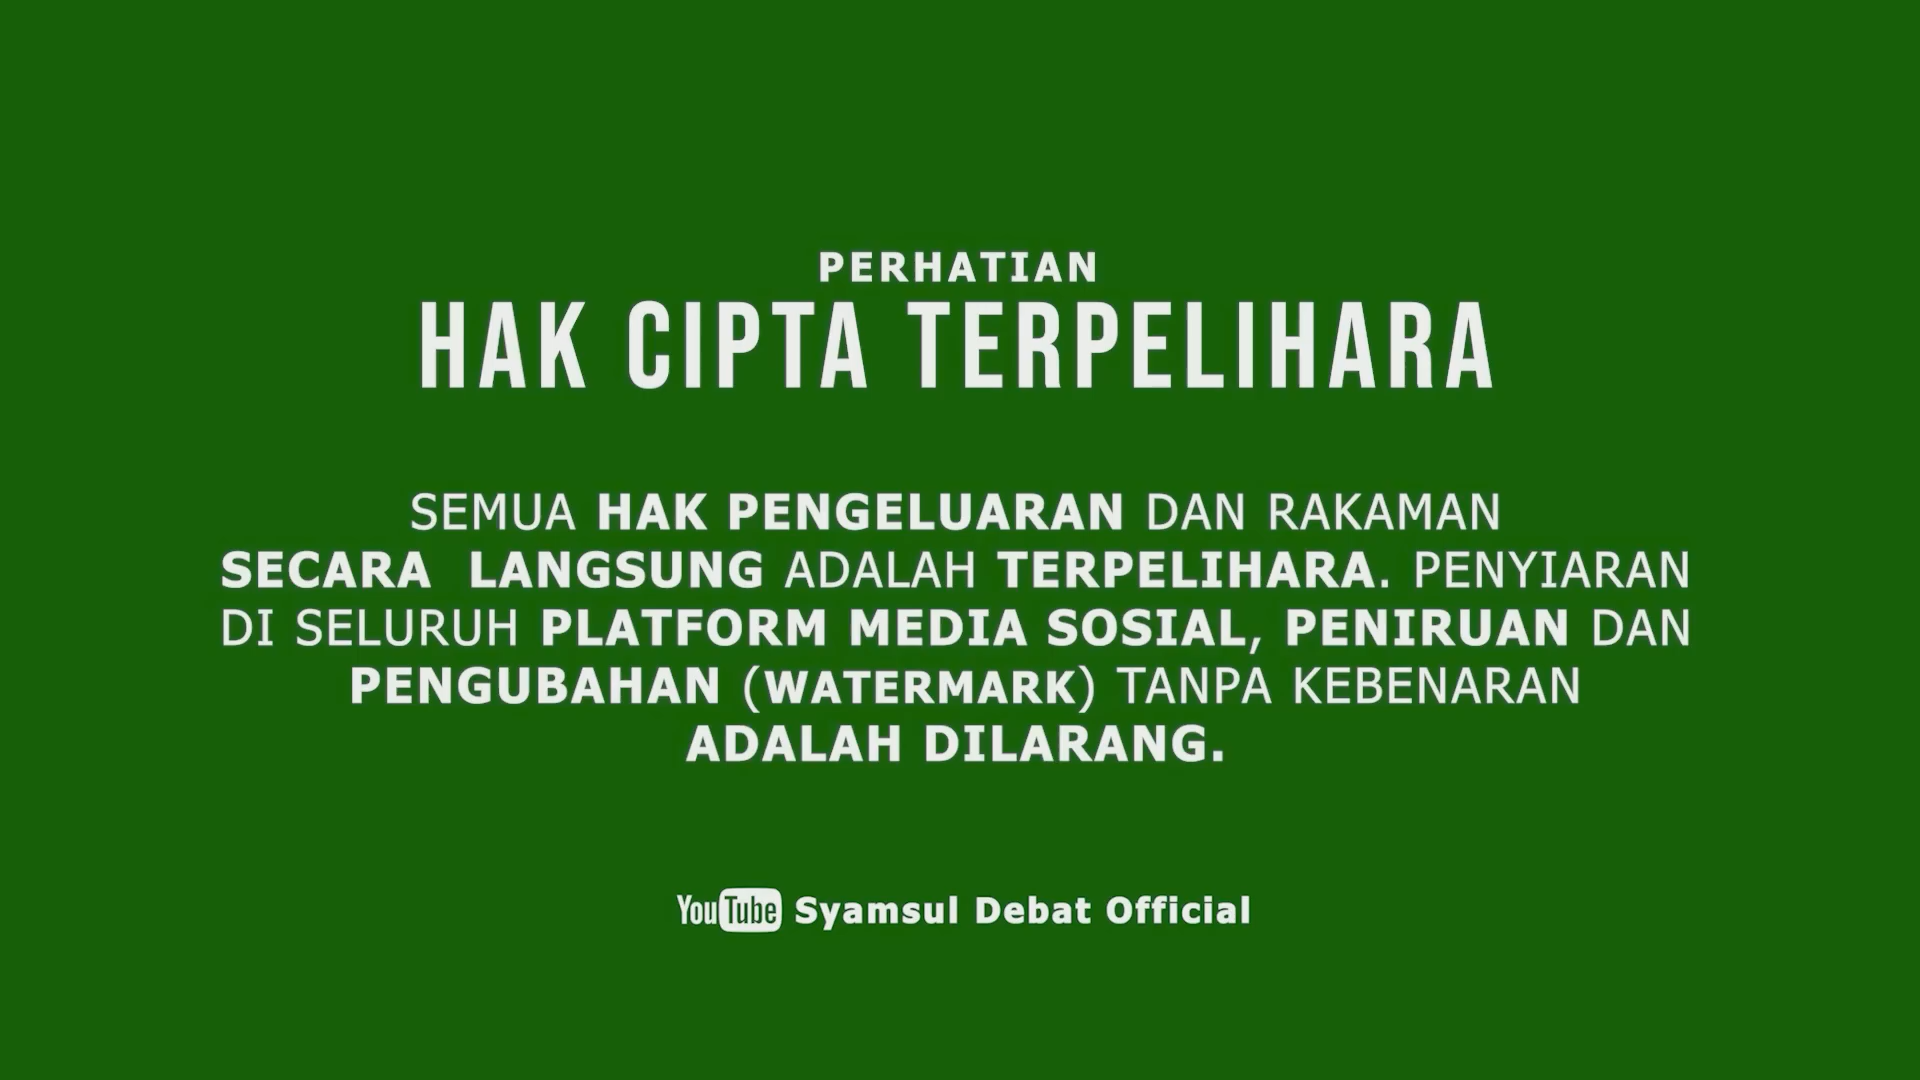 PERHATIAN
HAK CIPTA TERPELIHARA
SEMUA HAK PENGELUARAN DAN RAKAMAN
SECARA LANGSUNG ADALAH TERPELIHARA. PENYIARAN
DI SELURUH PLATFORM MEDIA SOSIAL, PENIRUAN DAN
PENGUBAHAN (WATERMARK) TANPA KEBENARAN
ADALAH DILARANG.
YouTube Syamsul Debat Official